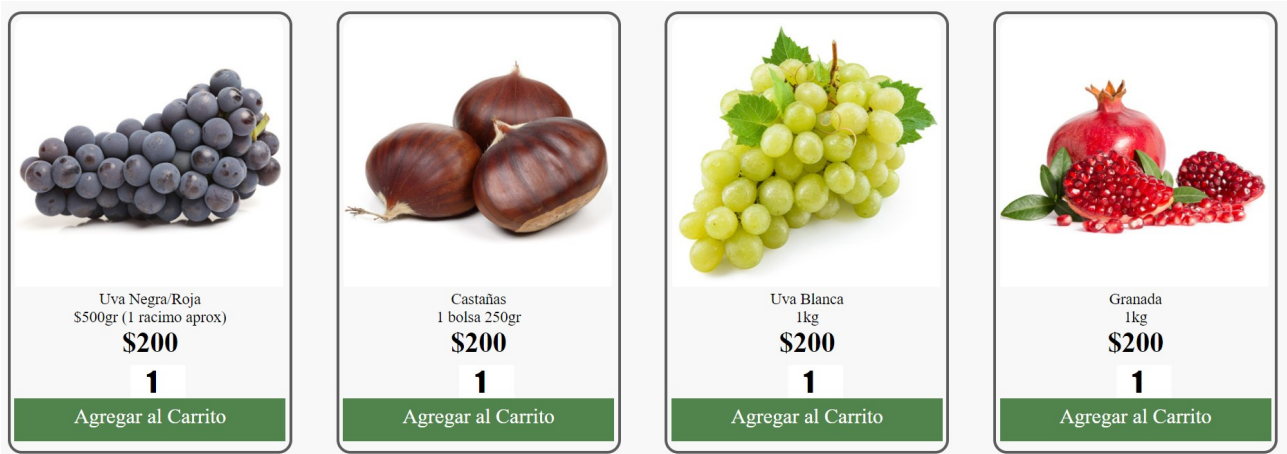 Uva Negra/Roja
$500gr (1 racimo aprox)
$200
1
Agregar al Carrito
Castañas
1 bolsa 250gr
$200
1
Agregar al Carrito
Uva Blanca
1kg
$200
1
Agregar al Carrito
Granada
1kg
$200
1
Agregar al Carrito